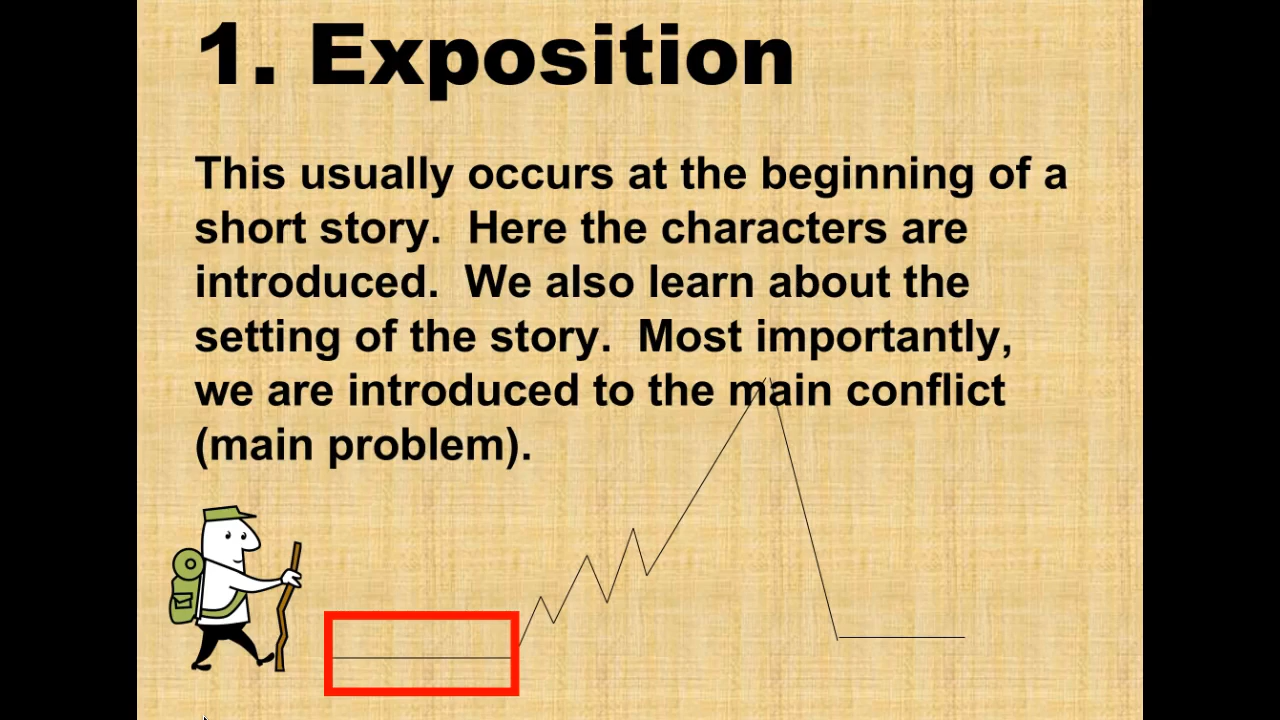 1. Exposition
This usually occurs at the beginning of a
short story.  Here the characters are
introduced.  We also learn about the
setting of the story.  Most importantly,
we are introduced to the main conflict
(main problem).